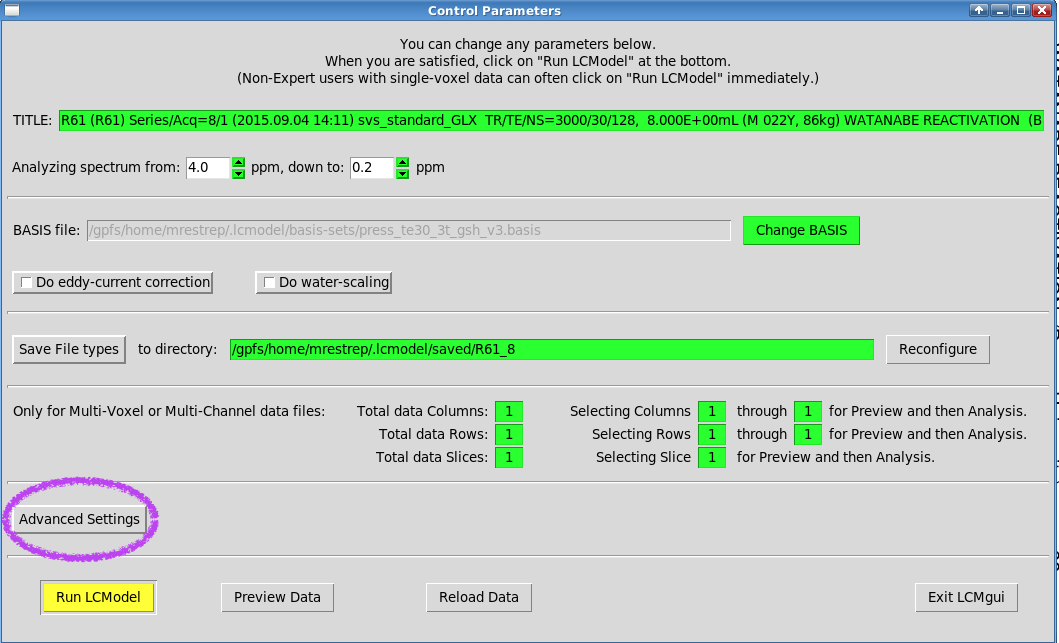 Control Parameters
You can change any parameters below.
When you are satisfied, click on "Run LCModel" at the bottom.
(Non-Expert users with single-voxel data can often click on "Run LCModel" immediately.)
TITLE: R61 (R61) Series/Acq=8/1 (2015.09.04 14:11) svs_standard_GLX TR/TE/NS=3000/30/128, 8.000E+00mL (M 022Y, 86kg) WATANABE REACTIVATION (B
Analyzing spectrum from: 4.0 ppm, down to: 0.2 ppm
BASIS file: /gpfs/home/mrestrep/.lcmodel/basis-sets/press_te30_3t_gsh_v3.basis Change BASIS
Do eddy-current correction Do water-scaling
Save File types to directory: /gpfs/home/mrestrep/.lcmodel/saved/R61_8 Reconfigure
Only for Multi-Voxel or Multi-Channel data files: Total data Columns: 1 Selecting Columns 1 through 1 for Preview and then Analysis.
Total data Rows: 1 Selecting Rows 1 through 1 for Preview and then Analysis.
Total data Slices: 1 Selecting Slice 1 for Preview and then Analysis.
Advanced Settings
Run LCModel Preview Data Reload Data Exit LCMgui